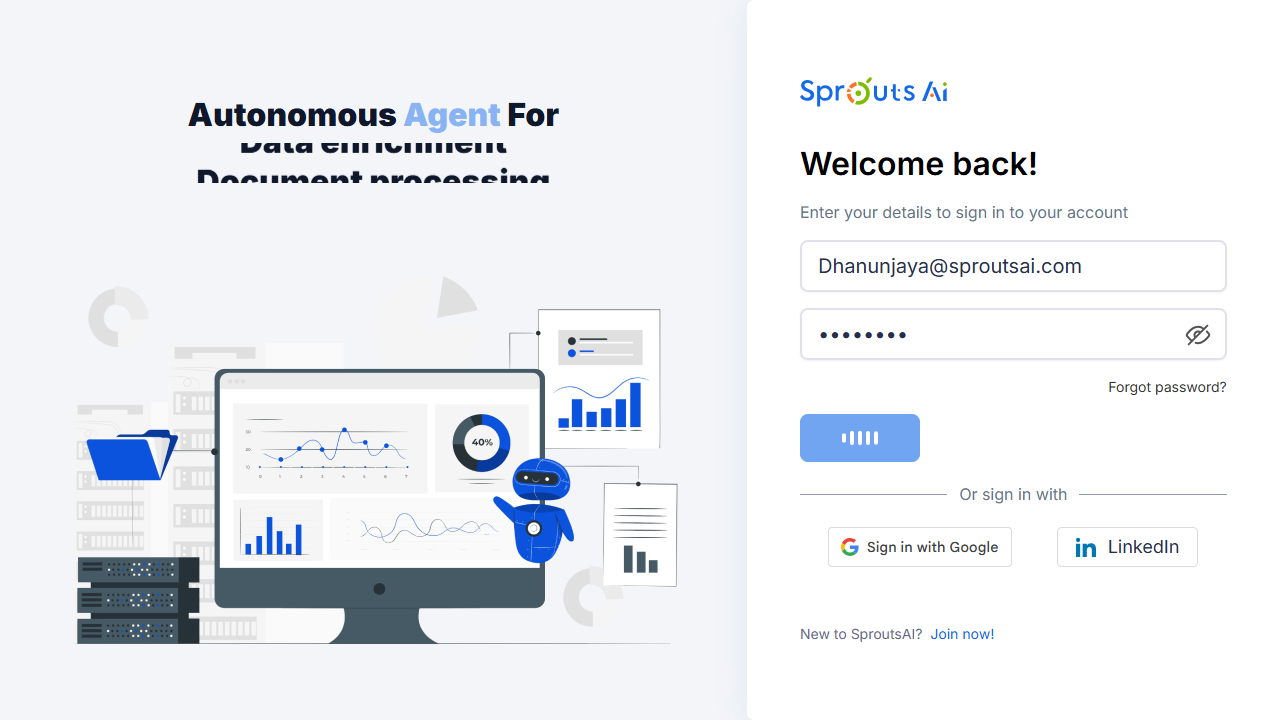 Autonomous Agent For
Data enrichment
Document processing
40%
Sprouts Ai
Welcome back!
Enter your details to sign in to your account
Dhanunjaya@sproutsai.com
••••••••
Forgot password?
Or sign in with
Sign in with Google
LinkedIn
New to SproutsAI? Join now!